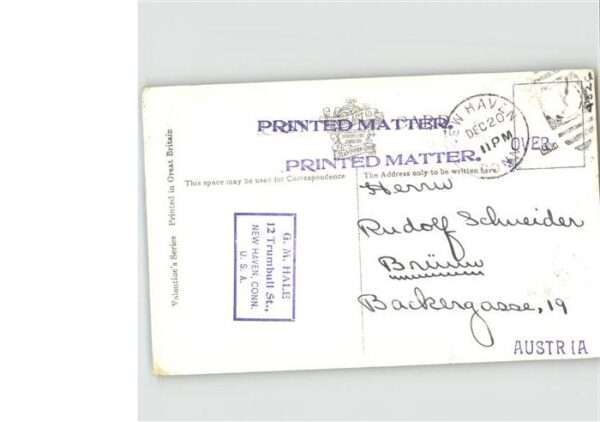 PRINTED MATTER.
PRINTED MATTER.
NEW HAVEN
DEC 20
11 PM
CONN.
OVER
This space may be used for Correspondence
The Address only to be written here.
Herrn
Rudolf Schneider
Brünn
Backergasse, 19
AUSTRIA
G. M. HALE
12 Trumbull St.,
NEW HAVEN, CONN.
U. S. A.
Valentine's Series Printed in Great Britain